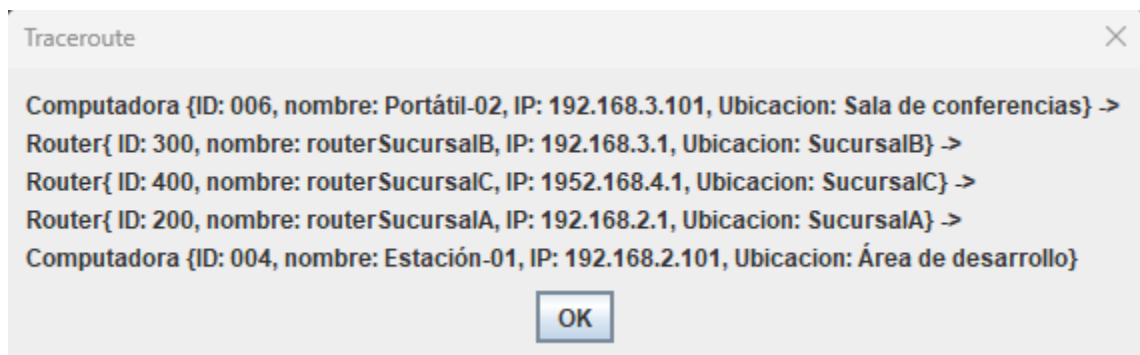 Traceroute
Computadora {ID: 006, nombre: Portátil-02, IP: 192.168.3.101, Ubicacion: Sala de conferencias} ->
Router{ ID: 300, nombre: routerSucursalB, IP: 192.168.3.1, Ubicacion: SucursalB} ->
Router{ ID: 400, nombre: routerSucursalC, IP: 1952.168.4.1, Ubicacion: SucursalC} ->
Router{ ID: 200, nombre: routerSucursalA, IP: 192.168.2.1, Ubicacion: SucursalA} ->
Computadora {ID: 004, nombre: Estación-01, IP: 192.168.2.101, Ubicacion: Área de desarrollo}
OK